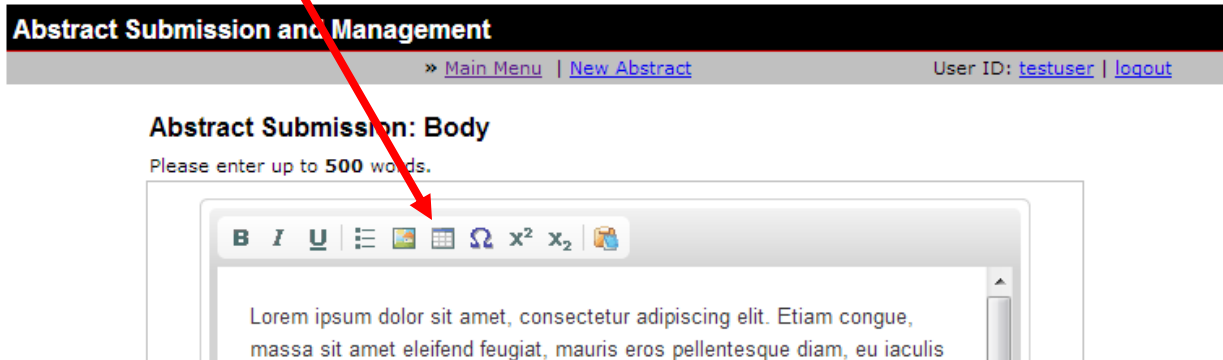 Abstract Submission and Management
» Main Menu | New Abstract User ID: testuser | logout
Abstract Submission: Body
Please enter up to 500 words.
B I U Ω x² x₂
Lorem ipsum dolor sit amet, consectetur adipiscing elit. Etiam congue,
massa sit amet eleifend feugiat, mauris eros pellentesque diam, eu iaculis